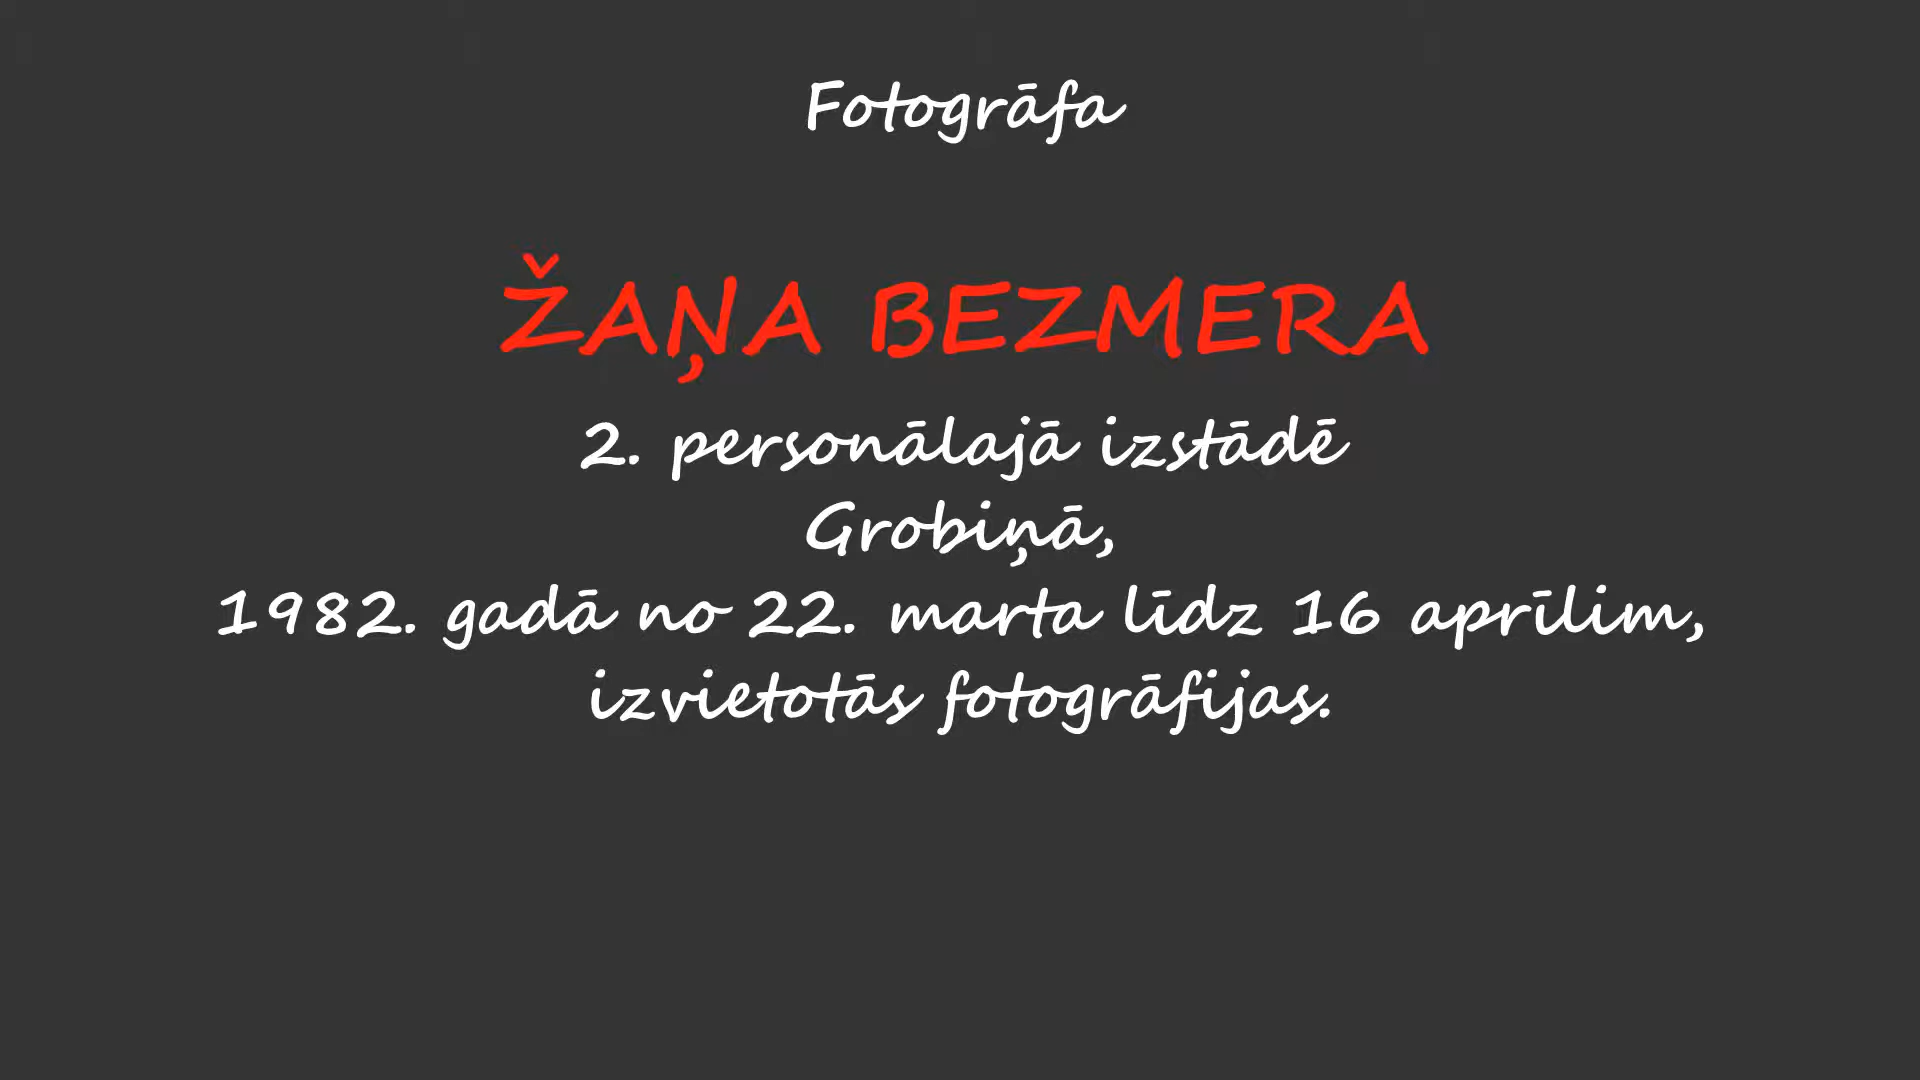 Fotogrāfa
ŽAŅA BEZMERA
2. personālajā izstādē
Grobiņā,
1982. gadā no 22. marta līdz 16 aprīlim,
izvietotās fotogrāfijas.